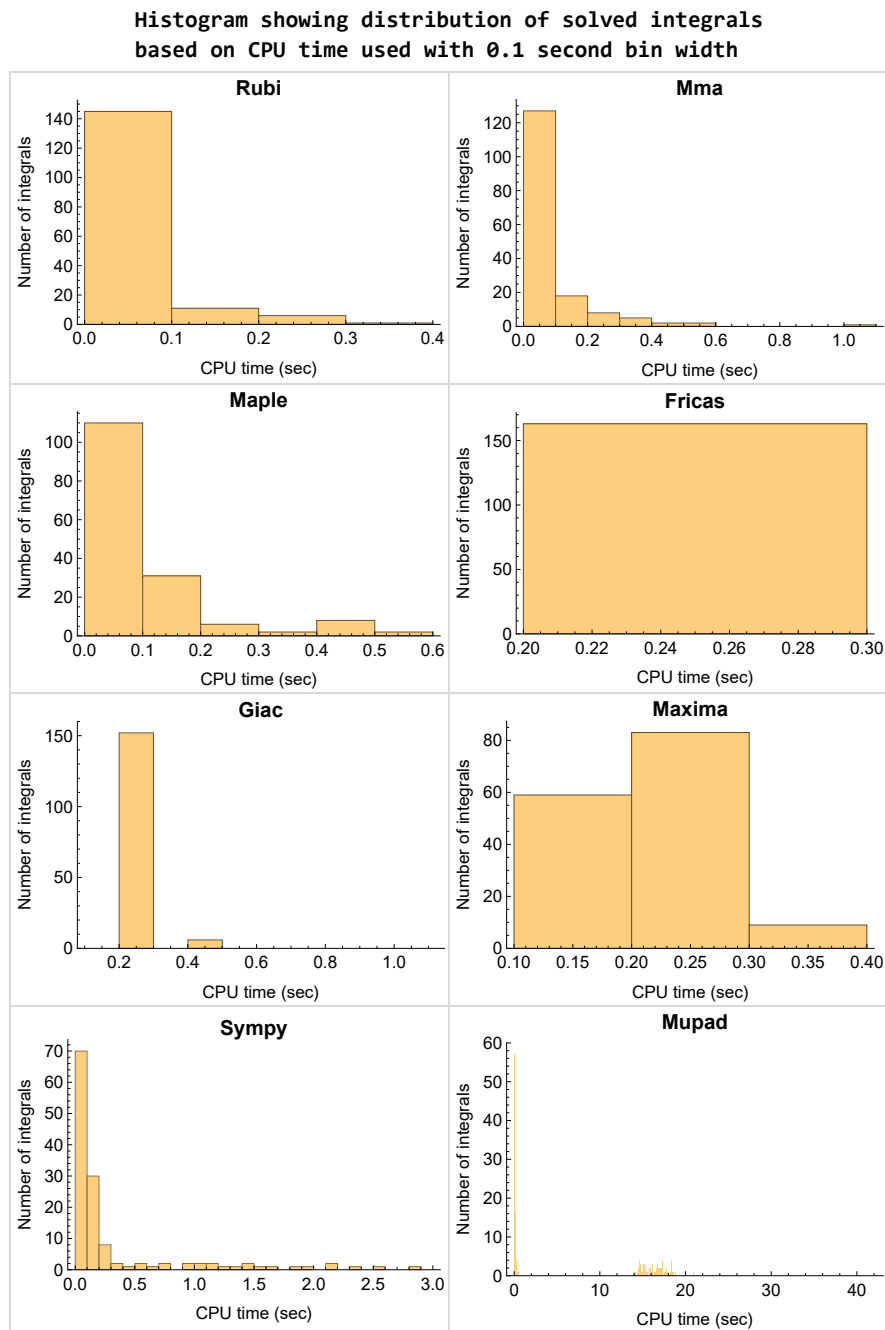 Histogram showing distribution of solved integrals
based on CPU time used with 0.1 second bin width
Rubi
Number of integrals
140
120
100
80
60
40
20
0
0.0 0.1 0.2 0.3 0.4
CPU time (sec)
Mma
Number of integrals
120
100
80
60
40
20
0
0.0 0.2 0.4 0.6 0.8 1.0
CPU time (sec)
Maple
Number of integrals
100
80
60
40
20
0
0.0 0.1 0.2 0.3 0.4 0.5 0.6
CPU time (sec)
Fricas
Number of integrals
150
100
50
0
0.20 0.22 0.24 0.26 0.28 0.30
CPU time (sec)
Giac
Number of integrals
150
100
50
0
0.2 0.4 0.6 0.8 1.0
CPU time (sec)
Maxima
Number of integrals
80
60
40
20
0
0.10 0.15 0.20 0.25 0.30 0.35 0.40
CPU time (sec)
Sympy
Number of integrals
70
60
50
40
30
20
10
0
0.0 0.5 1.0 1.5 2.0 2.5 3.0
CPU time (sec)
Mupad
Number of integrals
60
50
40
30
20
10
0
0 10 20 30 40
CPU time (sec)